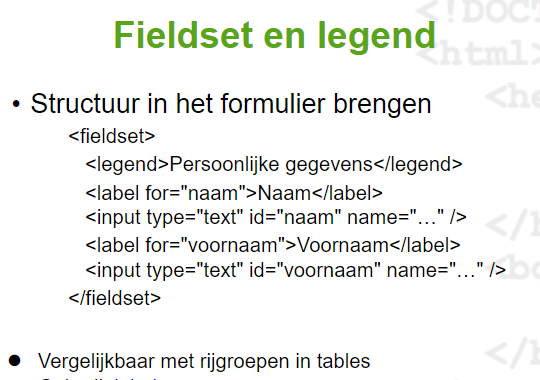 Fieldset en legend
<!DOCT
<html>
<he
• Structuur in het formulier brengen
<fieldset>
<legend>Persoonlijke gegevens</legend>
<label for="naam">Naam</label>
<input type="text" id="naam" name="…" />
<label for="voornaam">Voornaam</label>
<input type="text" id="voornaam" name="…" />
</fieldset>
</h
<bo
</h
● Vergelijkbaar met rijgroepen in tables